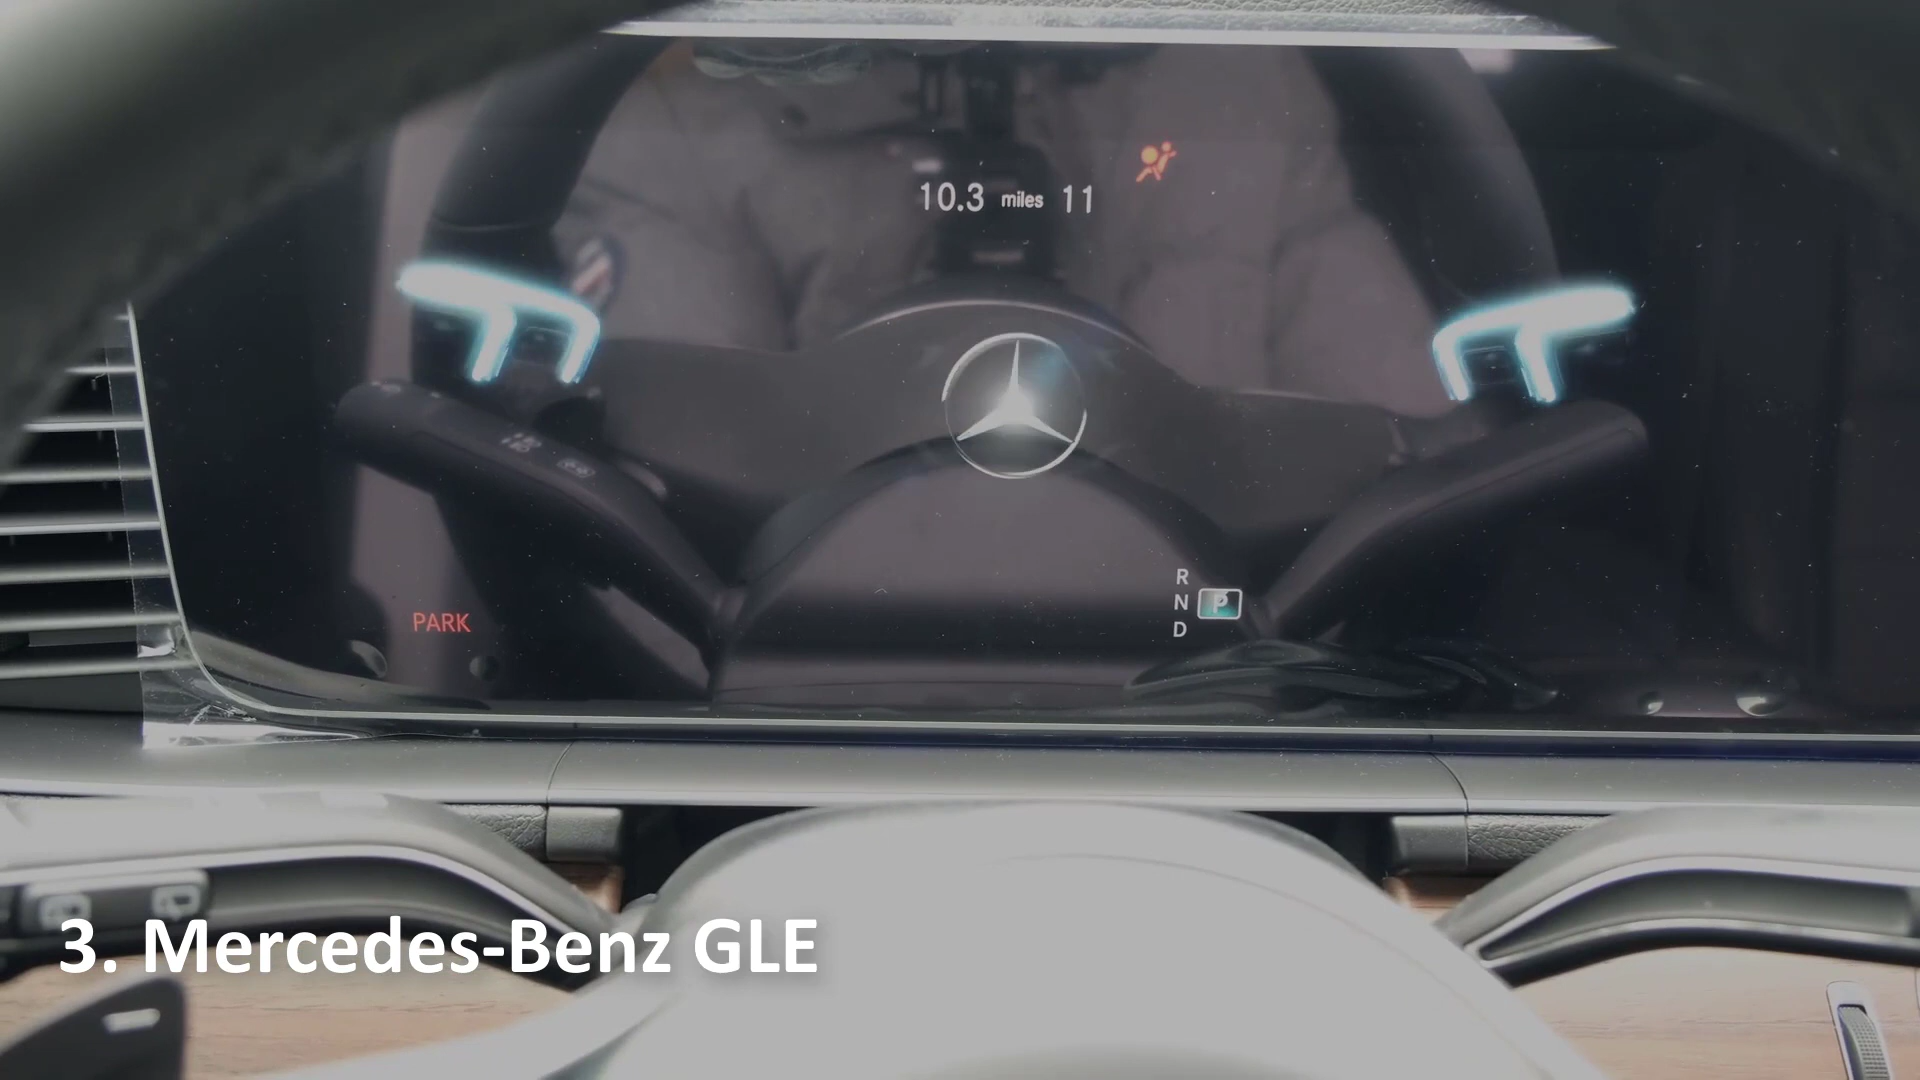 10.3 miles 11
R
N P
D
PARK
3. Mercedes-Benz GLE